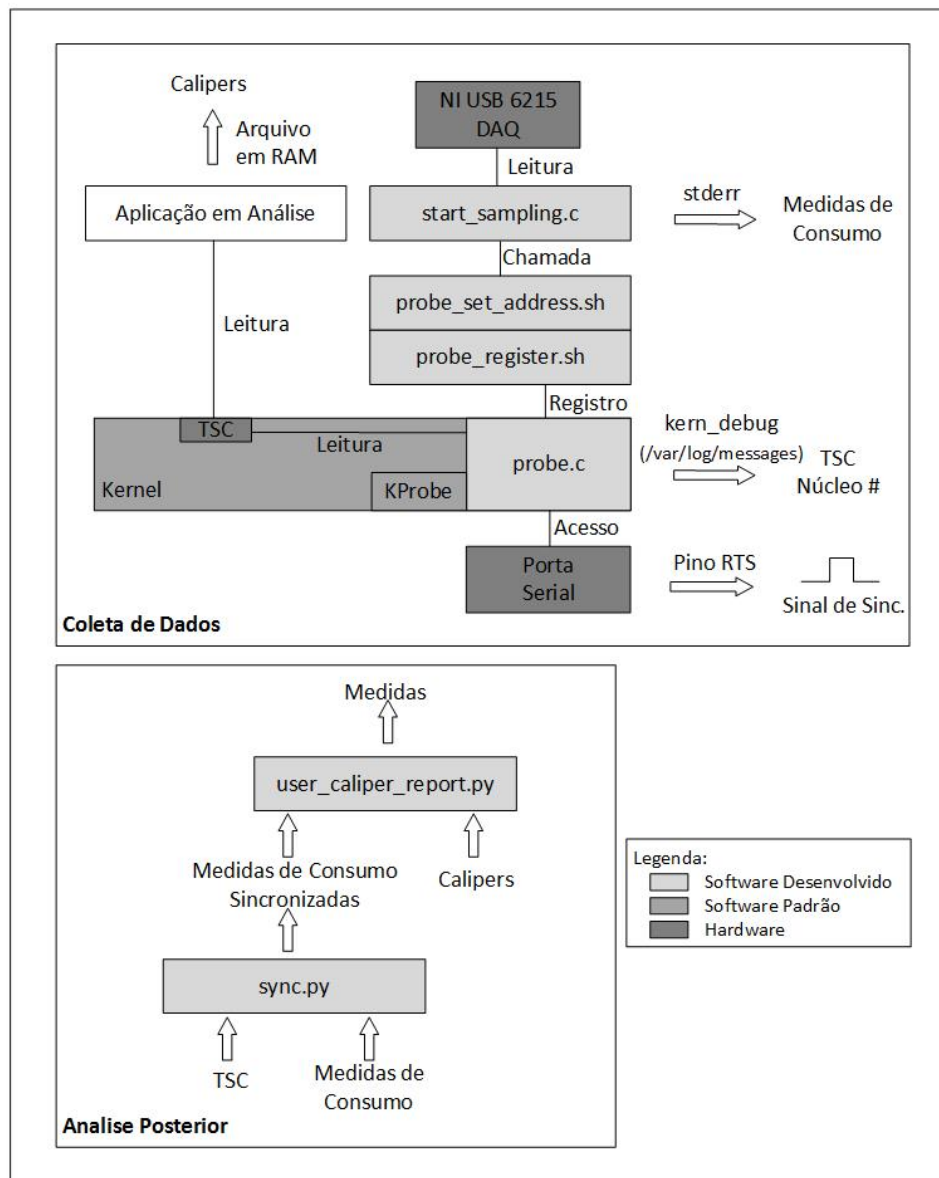 Calipers
Arquivo
em RAM
Aplicação em Análise
Leitura
NI USB 6215
DAQ
Leitura
start_sampling.c
stderr
Medidas de
Consumo
Chamada
probe_set_address.sh
probe_register.sh
Registro
TSC
Leitura
Kernel
KProbe
probe.c
kern_debug
(/var/log/messages)
TSC
Núcleo #
Acesso
Porta
Serial
Pino RTS
Sinal de Sinc.
Coleta de Dados
Medidas
user_caliper_report.py
Medidas de Consumo
Sincronizadas
Calipers
sync.py
TSC
Medidas de
Consumo
Analise Posterior
Legenda:
Software Desenvolvido
Software Padrão
Hardware